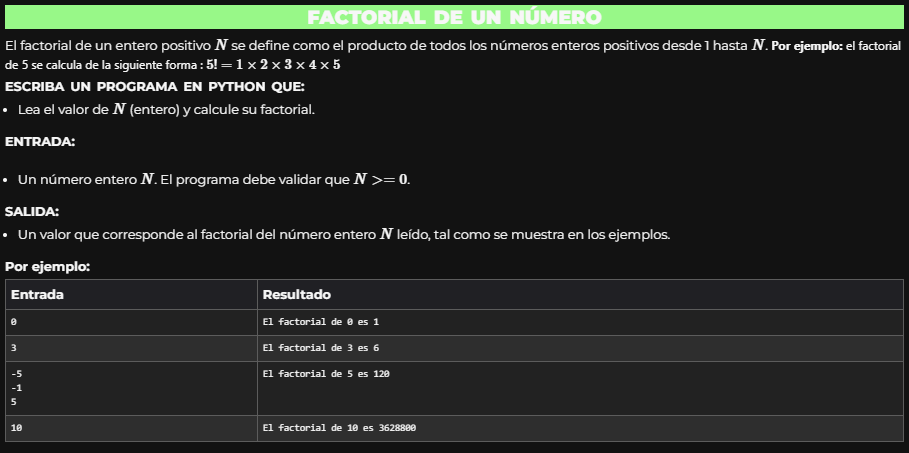 FACTORIAL DE UN NÚMERO
El factorial de un entero positivo N se define como el producto de todos los números enteros positivos desde 1 hasta N. Por ejemplo: el factorial
de 5 se calcula de la siguiente forma : 5! = 1 × 2 × 3 × 4 × 5
ESCRIBA UN PROGRAMA EN PYTHON QUE:
• Lea el valor de N (entero) y calcule su factorial.
ENTRADA:
• Un número entero N. El programa debe validar que N >= 0.
SALIDA:
• Un valor que corresponde al factorial del número entero N leído, tal como se muestra en los ejemplos.
Por ejemplo:
Entrada Resultado
0 El factorial de 0 es 1
3 El factorial de 3 es 6
-5 El factorial de 5 es 120
-1
5
10 El factorial de 10 es 3628800